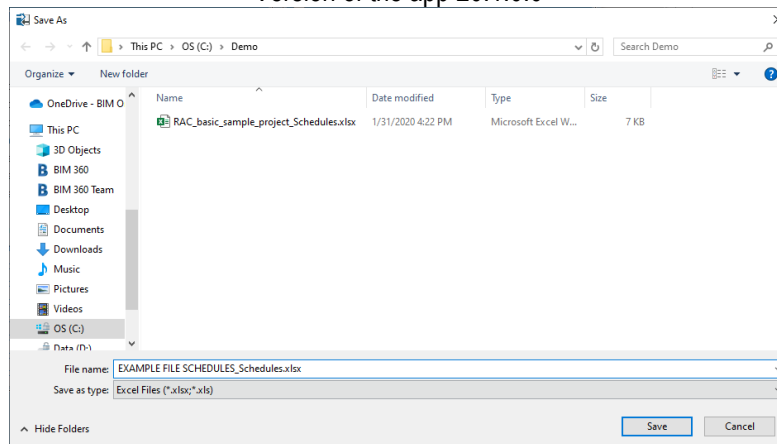 Save As
This PC > OS (C:) > Demo
Search Demo
Organize
New folder
Name
Date modified
Type
Size
OneDrive - BIM O
RAC_basic_sample_project_Schedules.xlsx
1/31/2020 4:22 PM
Microsoft Excel W...
7 KB
This PC
3D Objects
BIM 360
BIM 360 Team
Desktop
Documents
Downloads
Music
Pictures
Videos
OS (C:)
Data (D:)
File name:
EXAMPLE FILE SCHEDULES_Schedules.xlsx
Save as type:
Excel Files (*.xlsx;*.xls)
Hide Folders
Save
Cancel